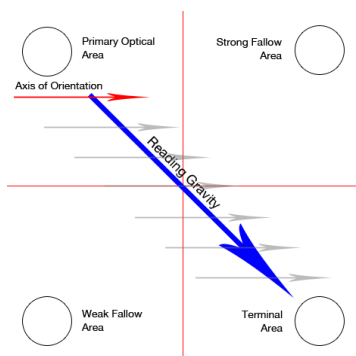 Primary Optical
Area
Strong Fallow
Area
Axis of Orientation
Reading Gravity
Weak Fallow
Area
Terminal
Area